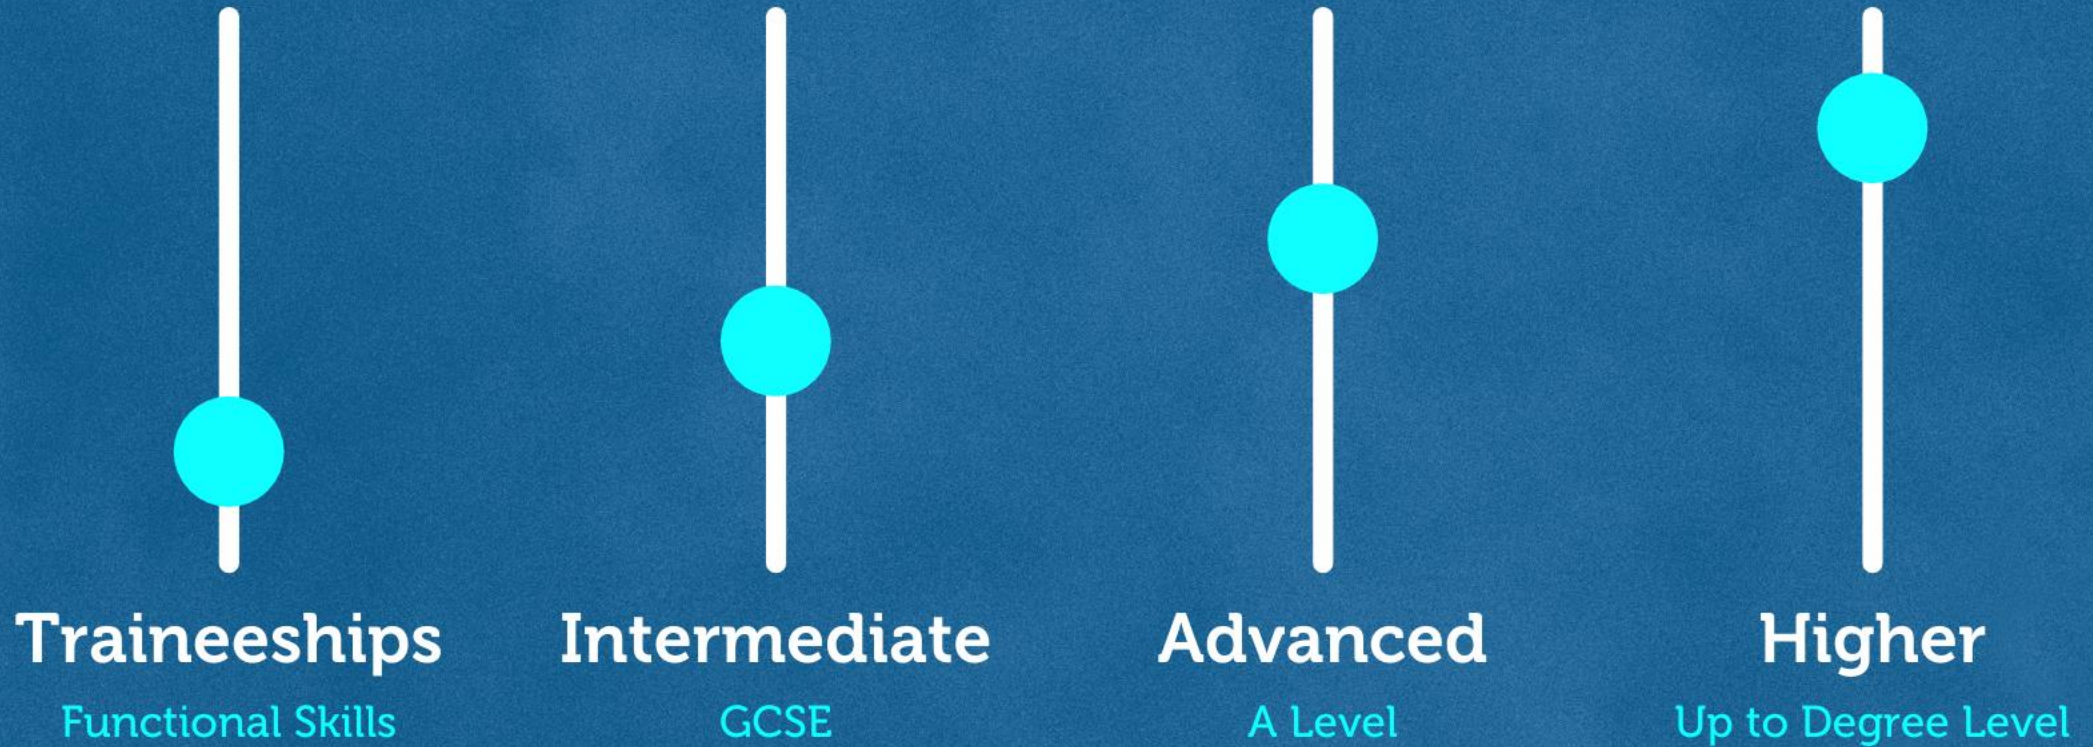 Traineeships
Functional Skills
Intermediate
GCSE
Advanced
A Level
Higher
Up to Degree Level